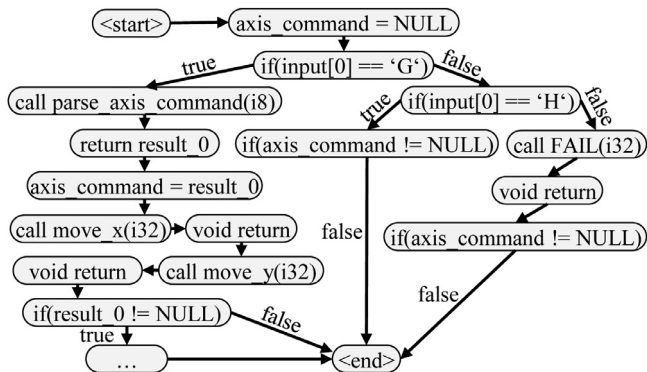 <start>
axis_command = NULL
if(input[0] == ‘G‘)
true
false
call parse_axis_command(i8)
if(input[0] == ‘H‘)
true
false
return result_0
if(axis_command != NULL)
call FAIL(i32)
axis_command = result_0
void return
call move_x(i32)
void return
false
if(axis_command != NULL)
void return
call move_y(i32)
if(result_0 != NULL)
false
false
true
...
<end>